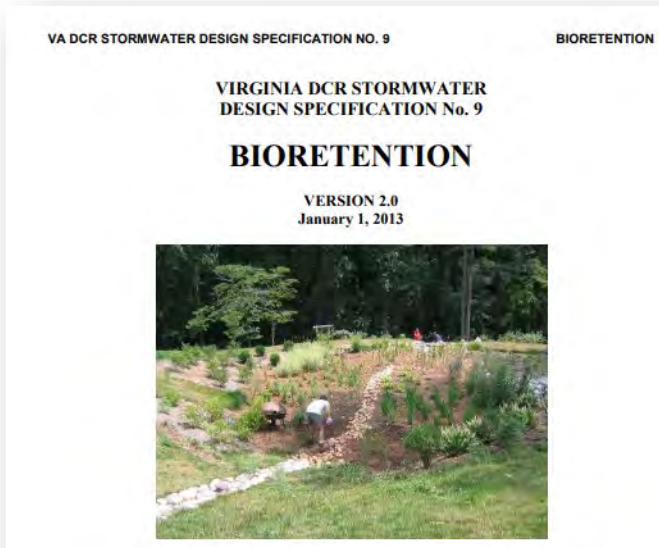 VA DCR STORMWATER DESIGN SPECIFICATION NO. 9 BIORETENTION
VIRGINIA DCR STORMWATER
DESIGN SPECIFICATION No. 9
BIORETENTION
VERSION 2.0
January 1, 2013